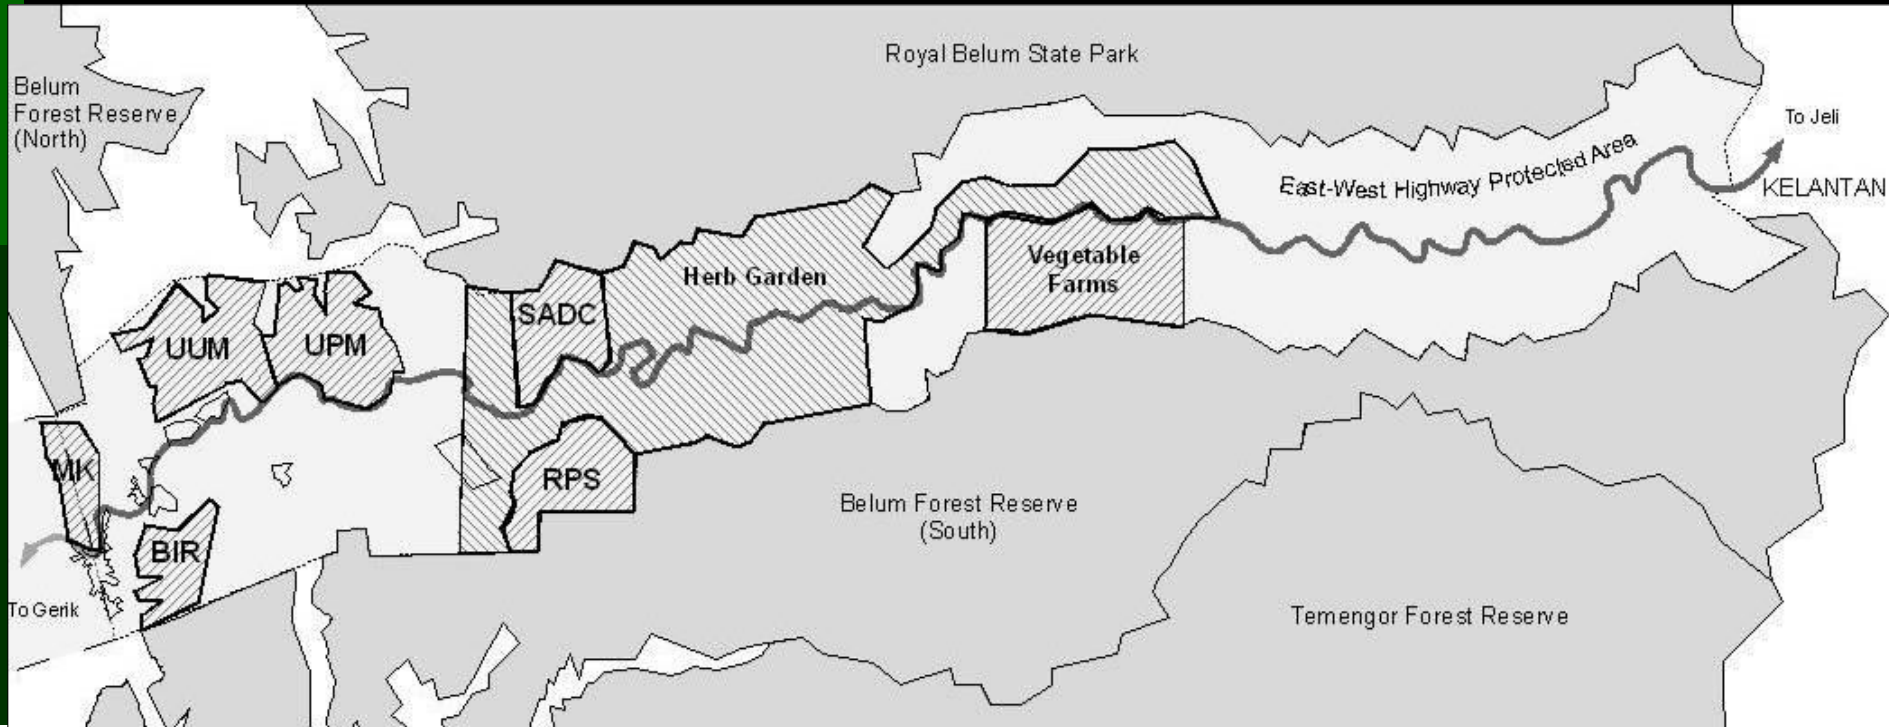 Royal Belum State Park
Belum
Forest Reserve
(North)
To Jeli
East-West Highway Protected Area
KELANTAN
Herb Garden
Vegetable
Farms
SADC
UUM
UPM
MK
RPS
Belum Forest Reserve
(South)
BIR
To Gerik
Temengor Forest Reserve